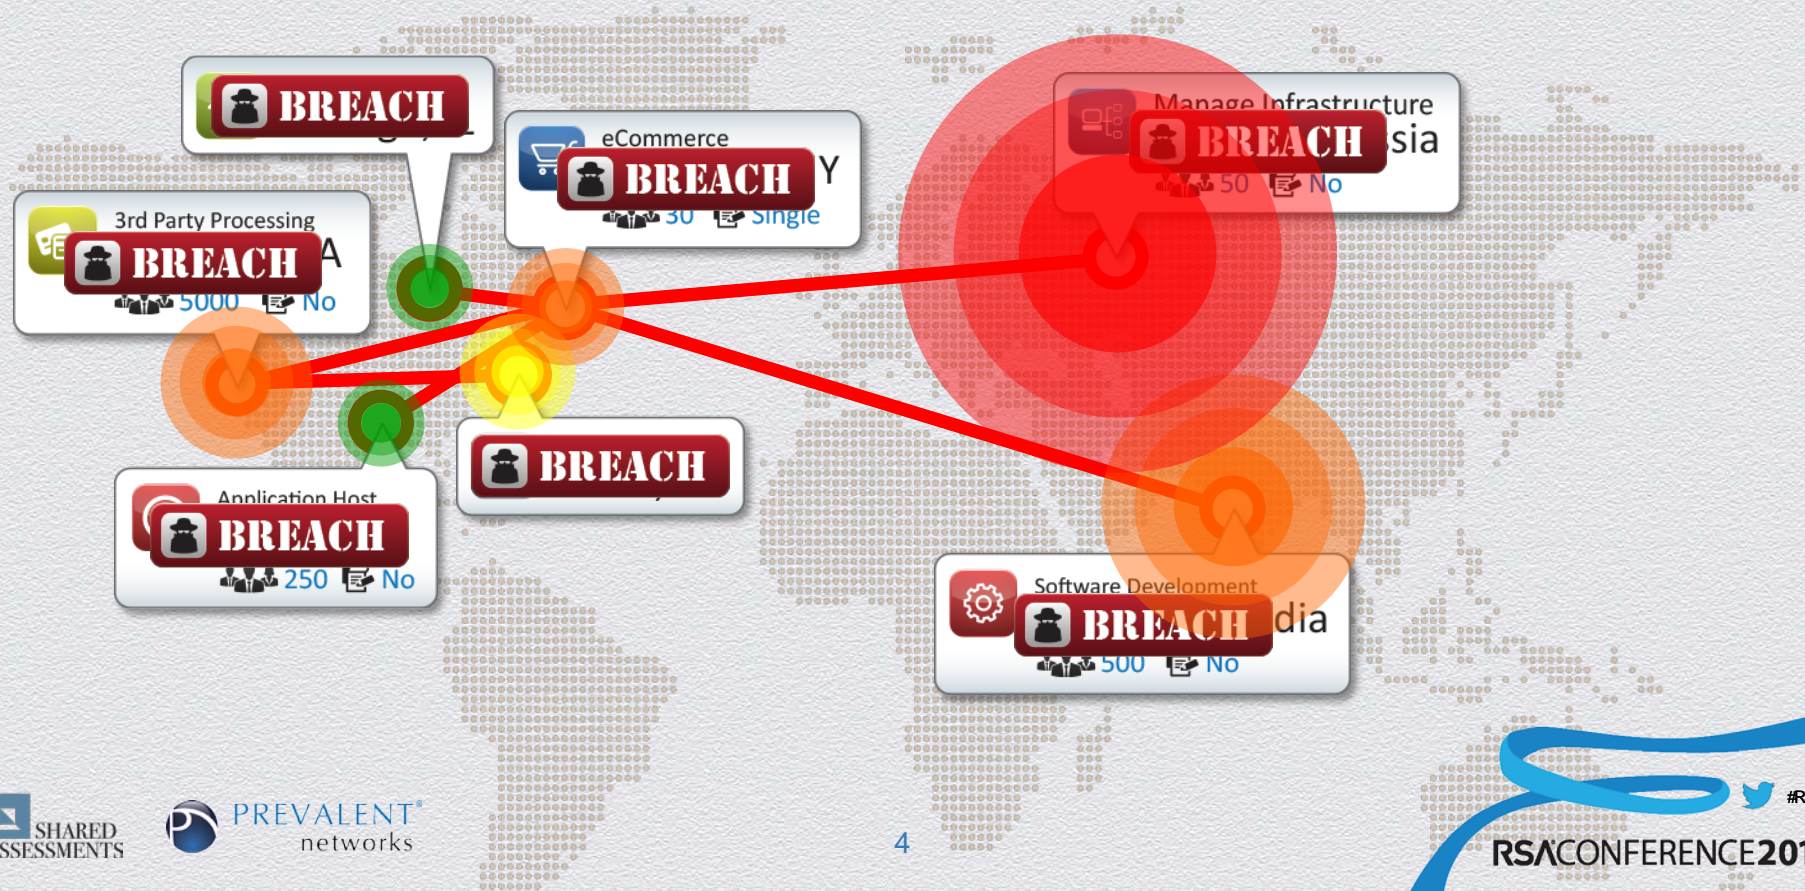 BREACH
eCommerce
BREACH Y
30 Single
Manage Infrastructure
BREACH sia
50 No
3rd Party Processing
BREACH A
5000 No
BREACH
Application Host
BREACH
250 No
Software Development
BREACH dia
500 No
SHARED
SSESSMENTS
PREVALENT®
networks
4
#R
RSACONFERENCE201